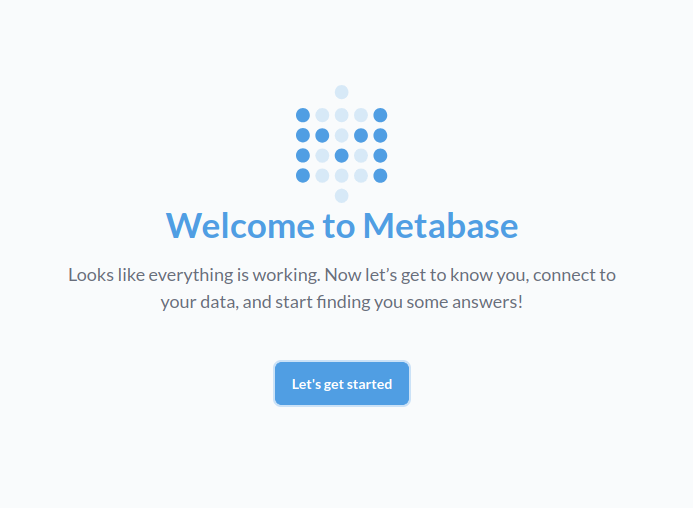 Welcome to Metabase
Looks like everything is working. Now let’s get to know you, connect to
your data, and start finding you some answers!
Let's get started